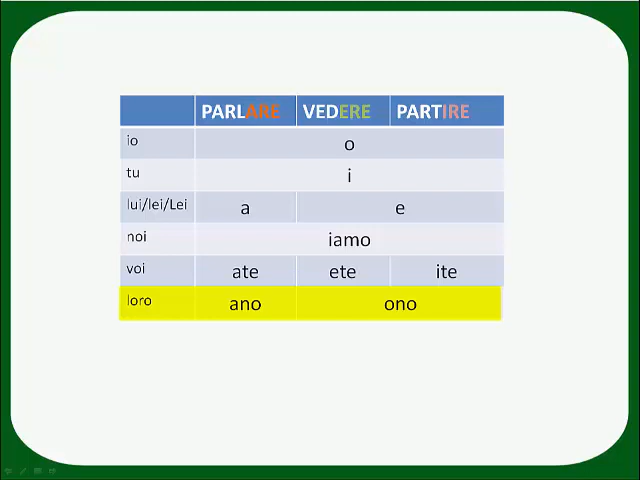 PARLARE VEDERE PARTIRE
io o
tu i
lui/lei/Lei a e
noi iamo
voi ate ete ite
loro ano ono